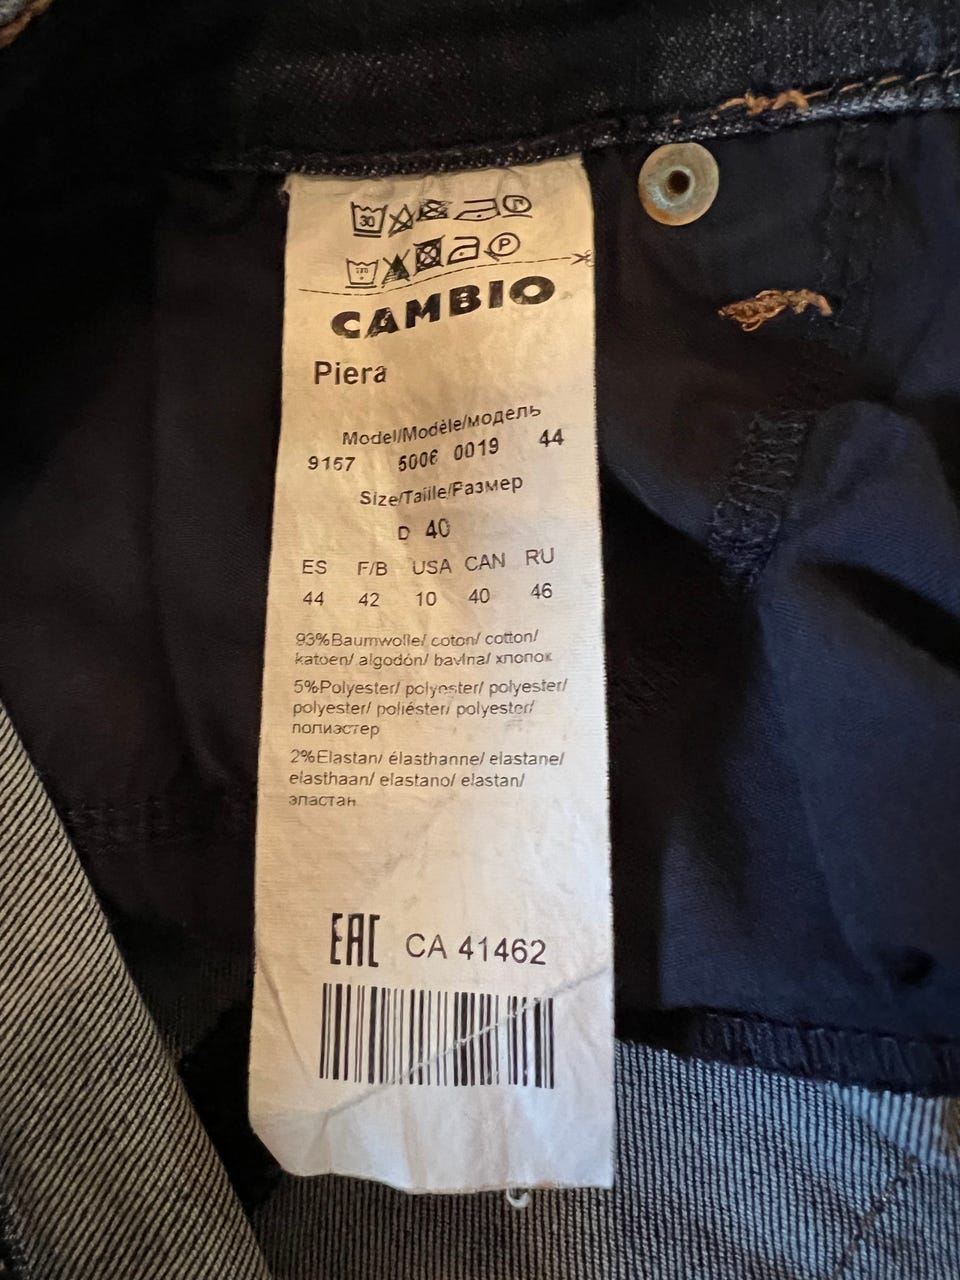 30
P
CAMBIO
Piera
Model/Modèle/модель
9157 5006 0019 44
Size/Taille/Размер
D 40
ES F/B USA CAN RU
44 42 10 40 46
93%Baumwolle/ coton/ cotton/
katoen/ algodón/ bavlna/ хлопок
5%Polyester/ polyester/ polyester/
polyester/ poliéster/ polyester/
полиэстер
2%Elastan/ élasthanne/ elastane/
elasthaan/ elastano/ elastan/
эластан
EAC CA 41462